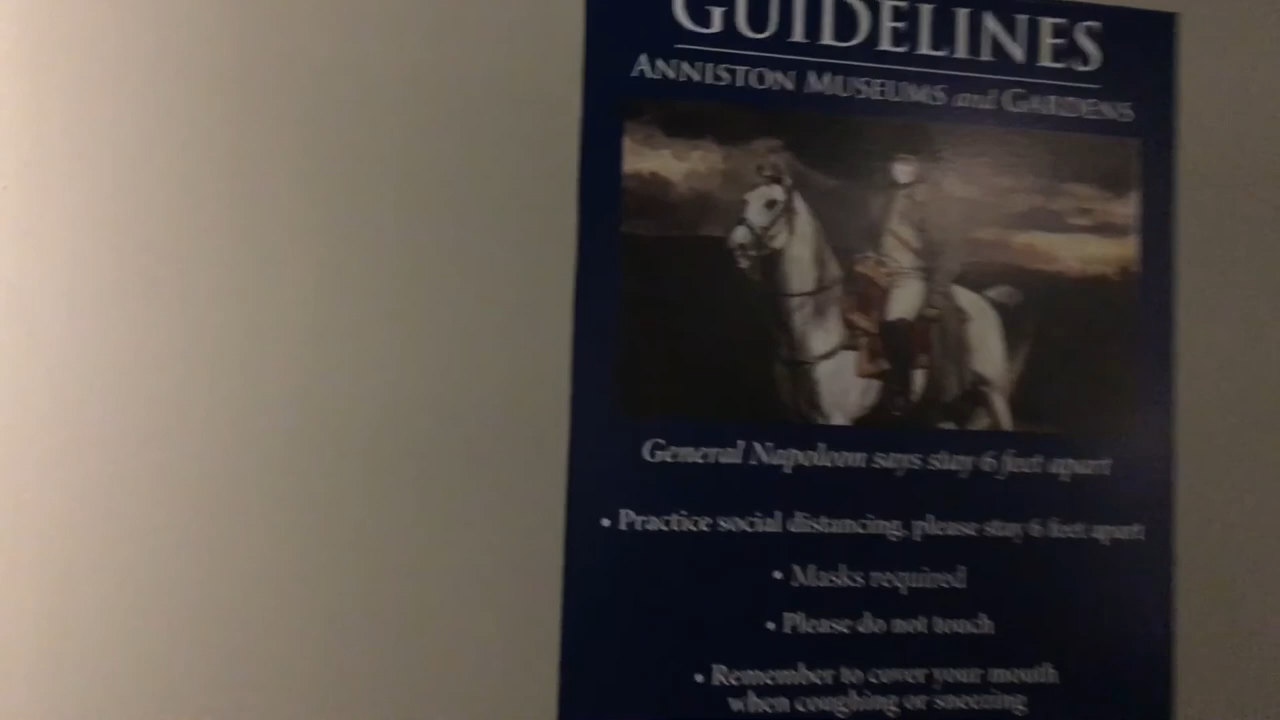 GUIDELINES
ANNISTON MUSEUMS and GARDENS
General Napoleon says stay 6 feet apart
• Practice social distancing, please stay 6 feet apart
• Masks required
• Please do not touch
• Remember to cover your mouth
when coughing or sneezing